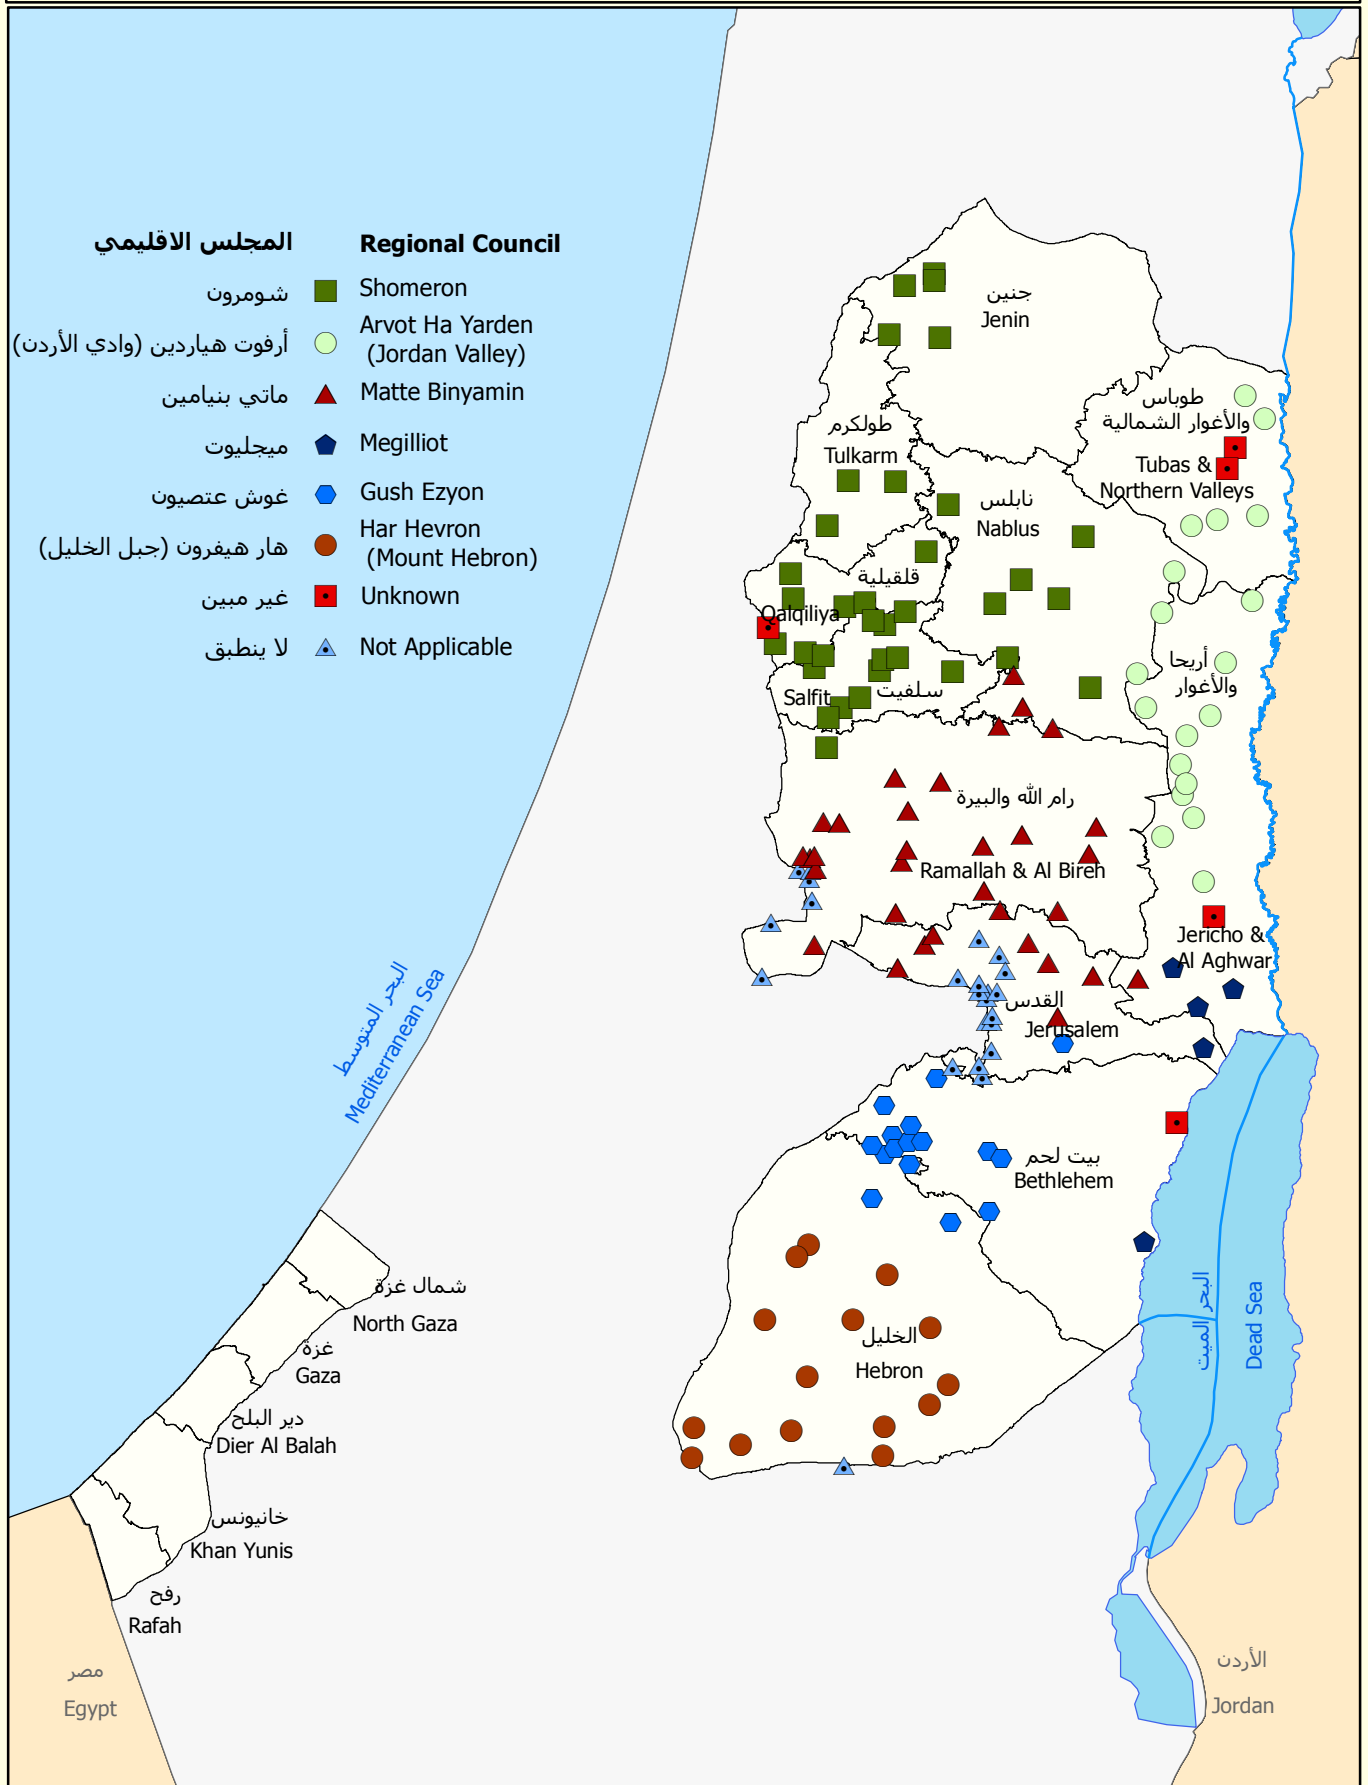 المجلس الاقليمي
Regional Council
شومرون
Shomeron
أرفوت هياردين (وادي الأردن)
Arvot Ha Yarden
(Jordan Valley)
ماتي بنيامين
Matte Binyamin
ميجليوت
Megilliot
غوش عتصيون
Gush Ezyon
هار هيفرون (جبل الخليل)
Har Hevron
(Mount Hebron)
غير مبين
Unknown
لا ينطبق
Not Applicable
جنين
Jenin
طوباس
والأغوار الشمالية
Tubas &
Northern Valleys
طولكرم
Tulkarm
نابلس
Nablus
قلقيلية
Qalqiliya
سلفيت
Salfit
أريحا
والأغوار
رام الله والبيرة
Ramallah & Al Bireh
Jericho &
Al Aghwar
القدس
Jerusalem
بيت لحم
Bethlehem
الخليل
Hebron
البحر المتوسط
Mediterranean Sea
البحر الميت
Dead Sea
شمال غزة
North Gaza
غزة
Gaza
دير البلح
Dier Al Balah
خانيونس
Khan Yunis
رفح
Rafah
مصر
Egypt
الأردن
Jordan